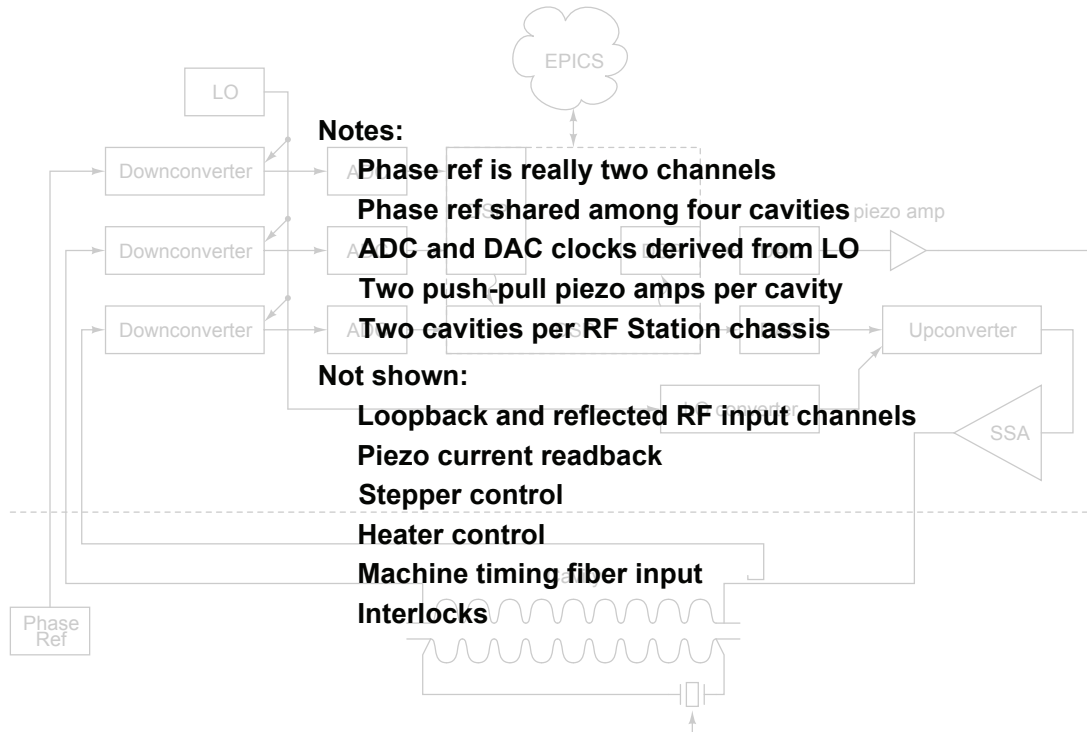 EPICS
LO
Notes:
Downconverter
Phase ref is really two channels
Phase ref shared among four cavities
piezo amp
Downconverter
ADC and DAC clocks derived from LO
Two push-pull piezo amps per cavity
Downconverter
Two cavities per RF Station chassis
Upconverter
Not shown:
Loopback and reflected RF input channels
SSA
Piezo current readback
Stepper control
Heater control
Machine timing fiber input
Interlocks
Phase
Ref